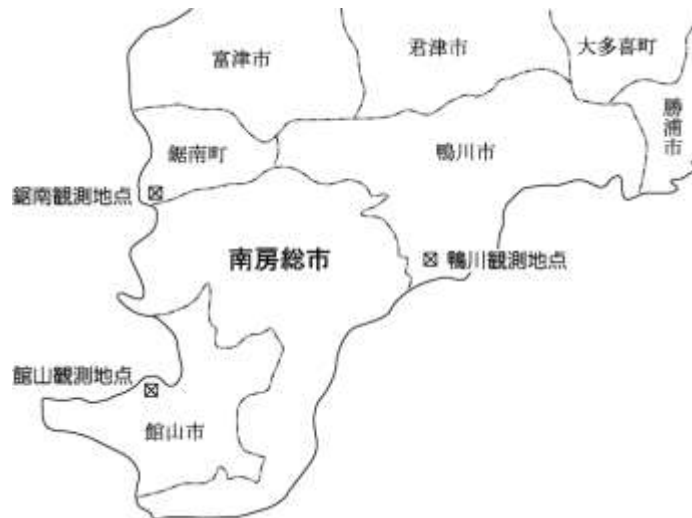 富津市
君津市
大多喜町
勝浦市
鋸南町
鴨川市
鋸南観測地点
南房総市
鴨川観測地点
館山観測地点
館山市